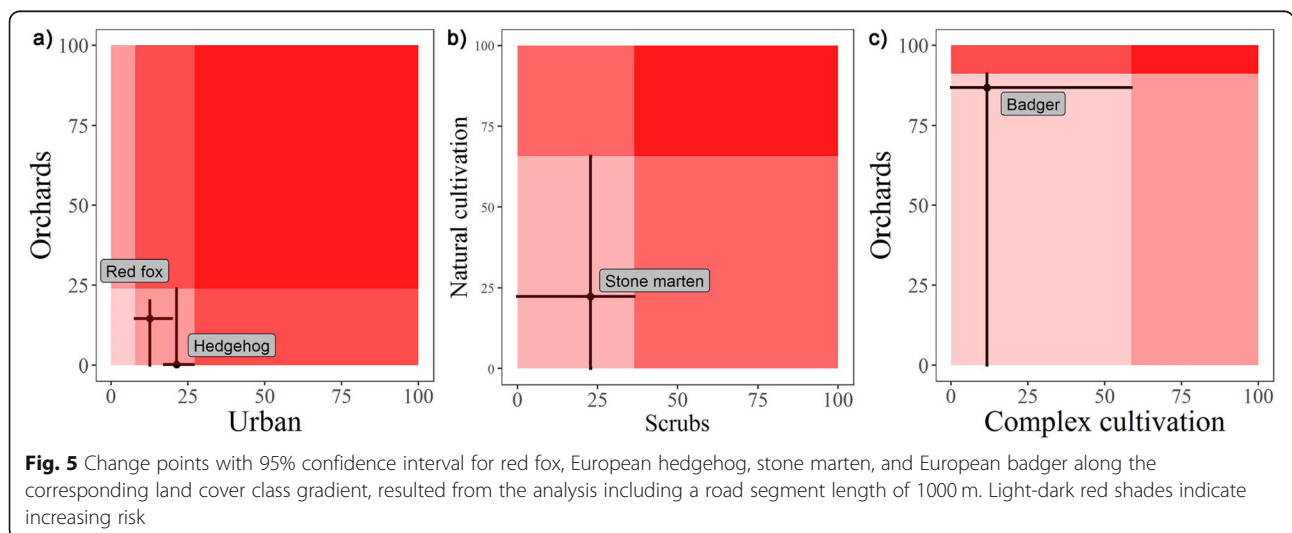 a)
100
75
50
25
0
Orchards
Red fox
Hedgehog
0 25 50 75 100
Urban
b)
100
75
50
25
0
Natural cultivation
Stone marten
0 25 50 75 100
Scrubs
c)
100
75
50
25
0
Orchards
Badger
0 25 50 75 100
Complex cultivation
Fig. 5 Change points with 95% confidence interval for red fox, European hedgehog, stone marten, and European badger along the
corresponding land cover class gradient, resulted from the analysis including a road segment length of 1000 m. Light-dark red shades indicate
increasing risk